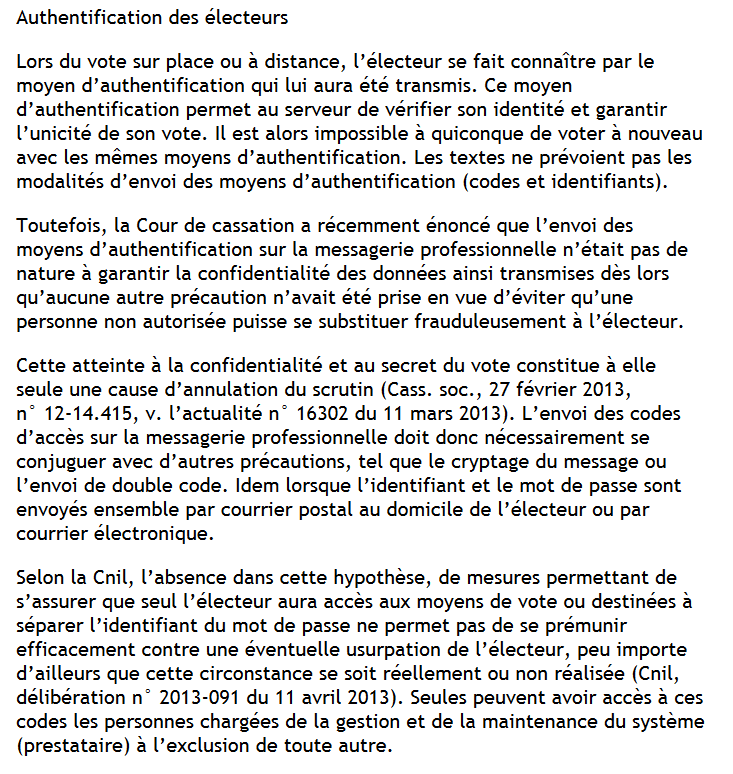 Authentification des électeurs
Lors du vote sur place ou à distance, l’électeur se fait connaître par le
moyen d’authentification qui lui aura été transmis. Ce moyen
d’authentification permet au serveur de vérifier son identité et garantir
l’unicité de son vote. Il est alors impossible à quiconque de voter à nouveau
avec les mêmes moyens d’authentification. Les textes ne prévoient pas les
modalités d’envoi des moyens d’authentification (codes et identifiants).
Toutefois, la Cour de cassation a récemment énoncé que l’envoi des
moyens d’authentification sur la messagerie professionnelle n’était pas de
nature à garantir la confidentialité des données ainsi transmises dès lors
qu’aucune autre précaution n’avait été prise en vue d’éviter qu’une
personne non autorisée puisse se substituer frauduleusement à l’électeur.
Cette atteinte à la confidentialité et au secret du vote constitue à elle
seule une cause d’annulation du scrutin (Cass. soc., 27 février 2013,
n° 12-14.415, v. l’actualité n° 16302 du 11 mars 2013). L’envoi des codes
d’accès sur la messagerie professionnelle doit donc nécessairement se
conjuguer avec d’autres précautions, tel que le cryptage du message ou
l’envoi de double code. Idem lorsque l’identifiant et le mot de passe sont
envoyés ensemble par courrier postal au domicile de l’électeur ou par
courrier électronique.
Selon la Cnil, l’absence dans cette hypothèse, de mesures permettant de
s’assurer que seul l’électeur aura accès aux moyens de vote ou destinées à
séparer l’identifiant du mot de passe ne permet pas de se prémunir
efficacement contre une éventuelle usurpation de l’électeur, peu importe
d’ailleurs que cette circonstance se soit réellement ou non réalisée (Cnil,
délibération n° 2013-091 du 11 avril 2013). Seules peuvent avoir accès à ces
codes les personnes chargées de la gestion et de la maintenance du système
(prestataire) à l’exclusion de toute autre.